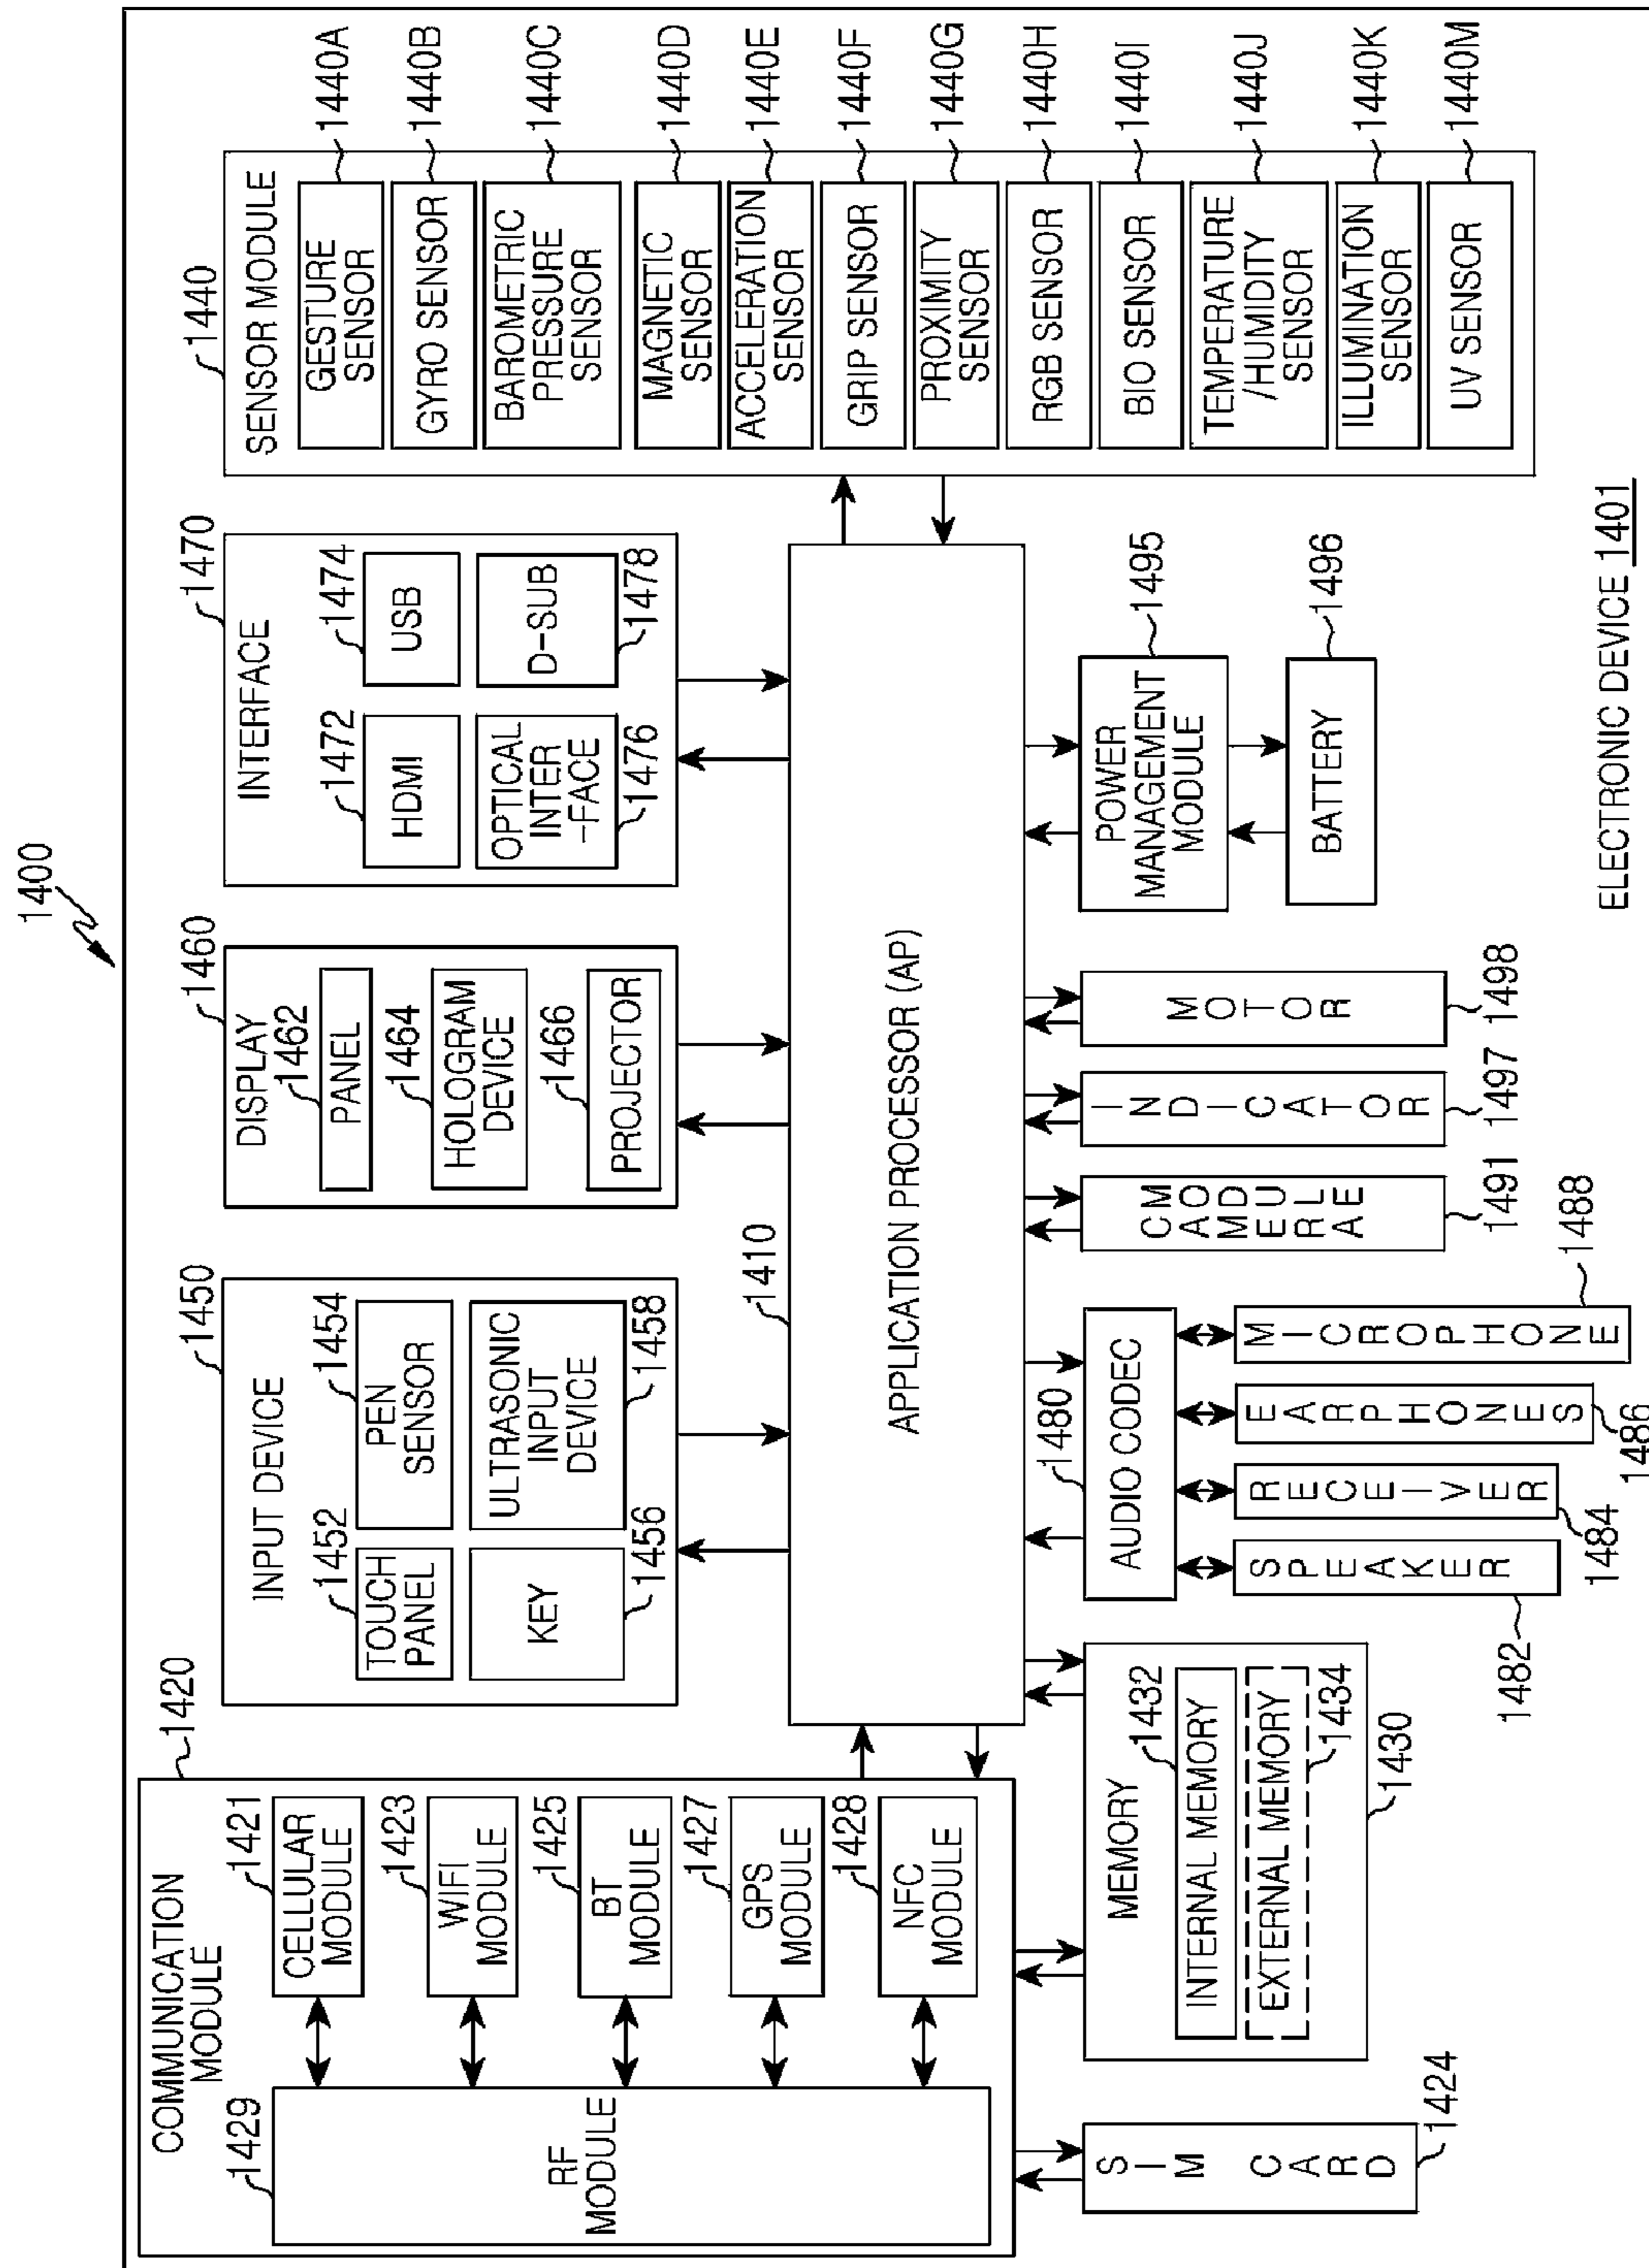 1400
COMMUNICATION
MODULE
1420
1429
RF
MODULE
1421
CELLULAR
MODULE
1423
WIFI
MODULE
1425
BT
MODULE
1427
GPS
MODULE
1428
NFC
MODULE
INPUT DEVICE
1450
1452
TOUCH
PANEL
1454
PEN
SENSOR
KEY
1456
ULTRASONIC
INPUT
DEVICE
1458
DISPLAY
1460
1462
PANEL
1464
HOLOGRAM
DEVICE
1466
PROJECTOR
INTERFACE
1470
1472
HDMI
1474
USB
OPTICAL
INTER
-FACE
1476
D-SUB
1478
1440
SENSOR MODULE
GESTURE
SENSOR
1440A
GYRO SENSOR
1440B
BAROMETRIC
PRESSURE
SENSOR
1440C
MAGNETIC
SENSOR
1440D
ACCELERATION
SENSOR
1440E
GRIP SENSOR
1440F
PROXIMITY
SENSOR
1440G
RGB SENSOR
1440H
BIO SENSOR
1440I
TEMPERATURE
/HUMIDITY
SENSOR
1440J
ILLUMINATION
SENSOR
1440K
UV SENSOR
1440M
1410
APPLICATION PROCESSOR (AP)
SIM CARD
1424
MEMORY
1432
INTERNAL MEMORY
EXTERNAL MEMORY
1434
1430
1480
AUDIO CODEC
SPEAKER
1482
RECEIVER
1484
EARPHONES
1486
MICROPHONE
1488
CAMERA
MODULE
1491
INDICATOR
1497
MOTOR
1498
POWER
MANAGEMENT
MODULE
1495
BATTERY
1496
ELECTRONIC DEVICE 1401